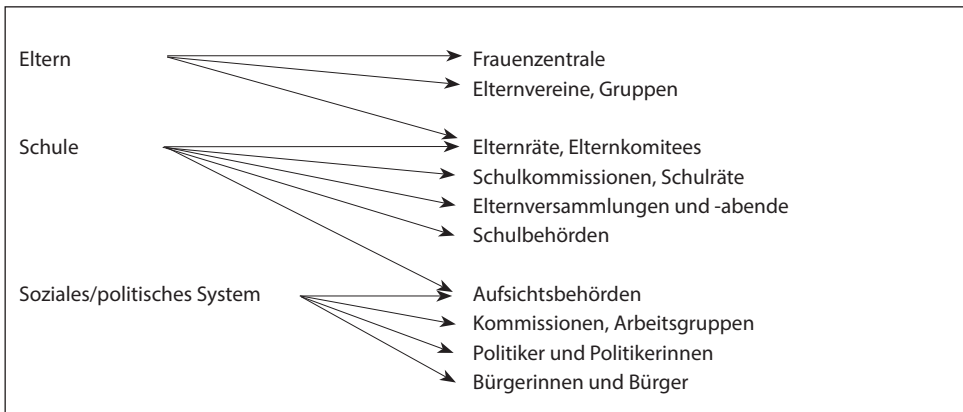 Eltern
Frauenzentrale
Elternvereine, Gruppen
Schule
Elternräte, Elternkomitees
Schulkommissionen, Schulräte
Elternversammlungen und -abende
Schulbehörden
Soziales/politisches System
Aufsichtsbehörden
Kommissionen, Arbeitsgruppen
Politiker und Politikerinnen
Bürgerinnen und Bürger